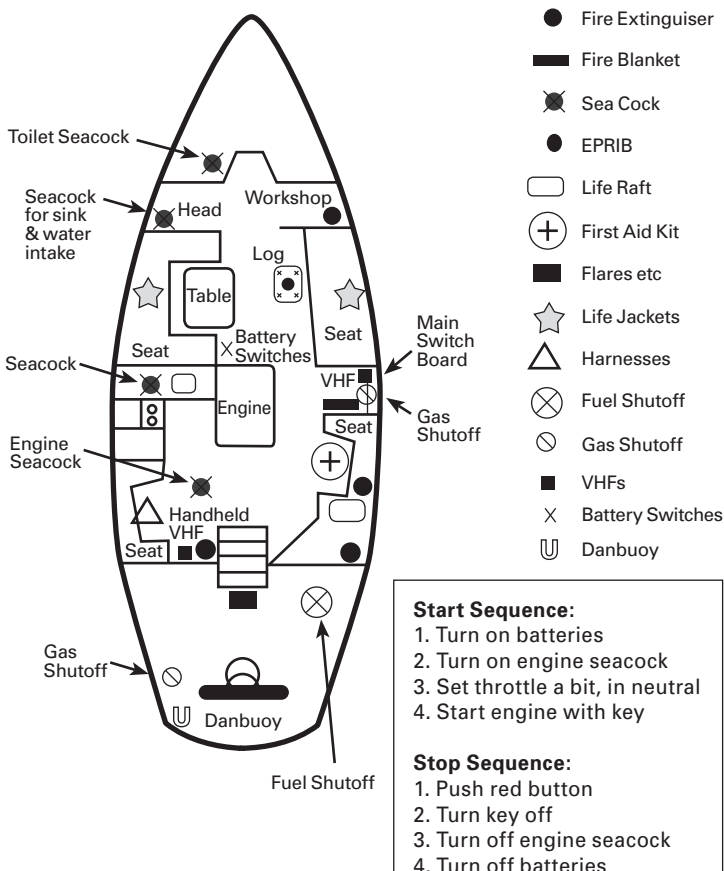 Fire Extinguiser
Fire Blanket
Sea Cock
EPRIB
Life Raft
First Aid Kit
Flares etc
Life Jackets
Harnesses
Fuel Shutoff
Gas Shutoff
VHFs
Battery Switches
Danbuoy
Toilet Seacock
Seacock
for sink
& water
intake
Head
Workshop
Log
Table
Seat
Battery
Switches
Seat
Main
Switch
Board
Seacock
Engine
VHF
Gas
Shutoff
Seat
Engine
Seacock
Handheld
VHF
Seat
Gas
Shutoff
Danbuoy
Fuel Shutoff
Start Sequence:
1. Turn on batteries
2. Turn on engine seacock
3. Set throttle a bit, in neutral
4. Start engine with key
Stop Sequence:
1. Push red button
2. Turn key off
3. Turn off engine seacock
4. Turn off batteries